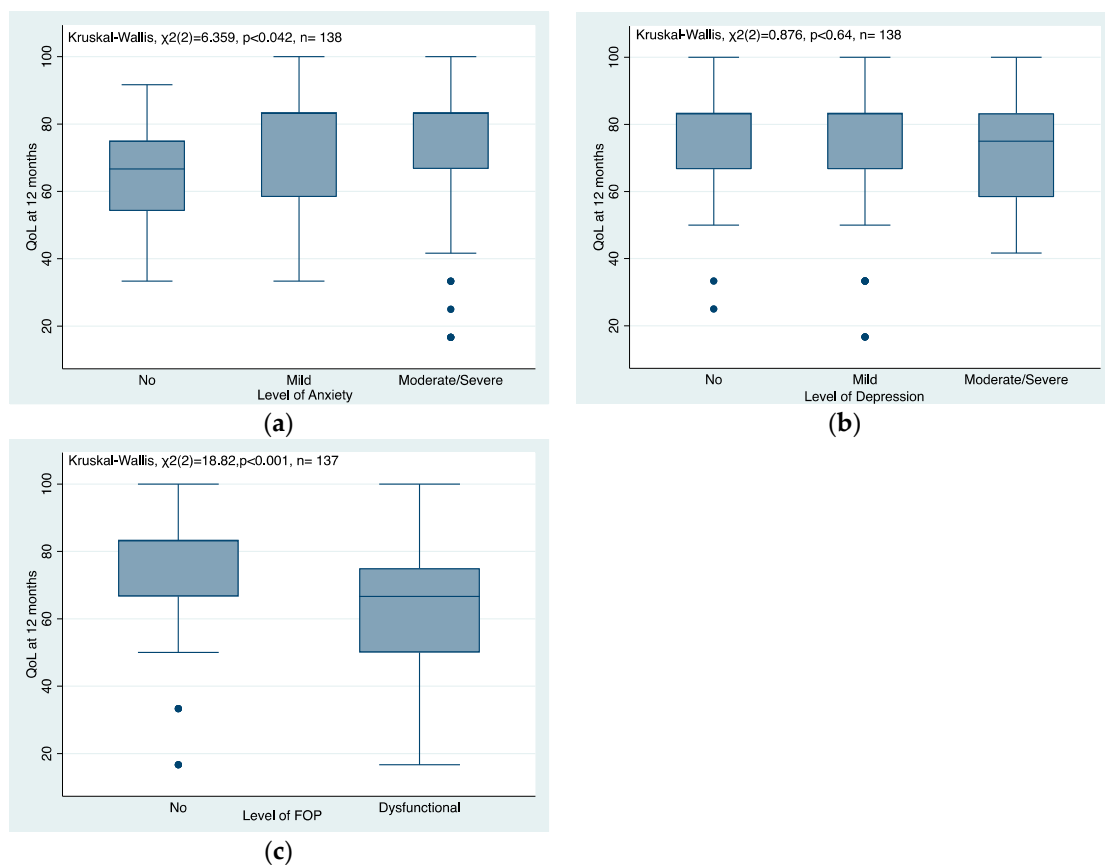 Kruskal-Wallis, χ2(2)=6.359, p<0.042, n= 138
QoL at 12 months
100
80
60
40
20
No
Mild
Moderate/Severe
Level of Anxiety
(a)
Kruskal-Wallis, χ2(2)=0.876, p<0.64, n= 138
QoL at 12 months
100
80
60
40
20
No
Mild
Moderate/Severe
Level of Depression
(b)
Kruskal-Wallis, χ2(2)=18.82,p<0.001, n= 137
QoL at 12 months
100
80
60
40
20
No
Dysfunctional
Level of FOP
(c)